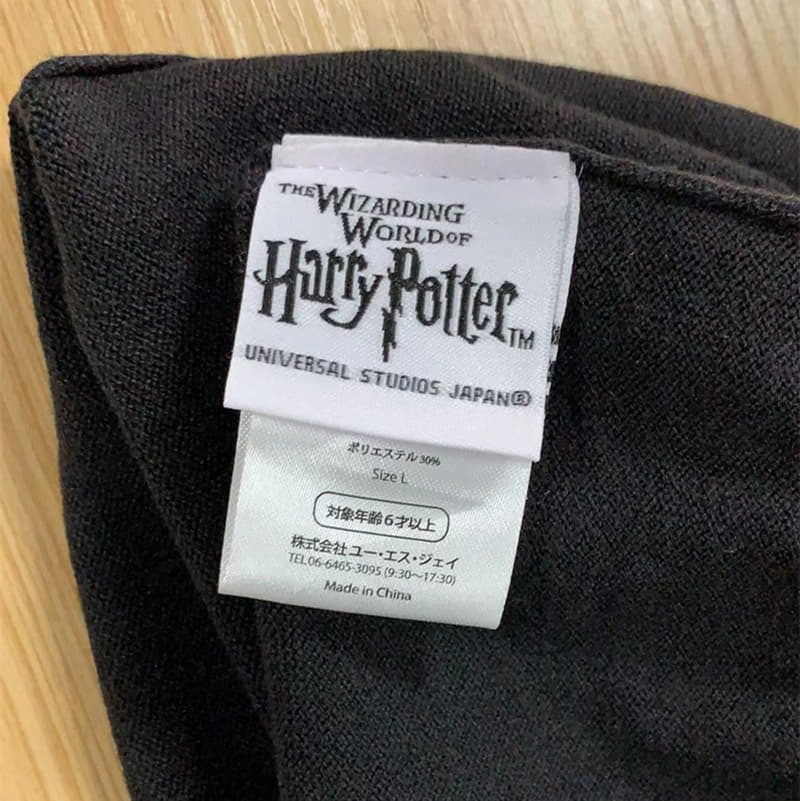 THE WIZARDING
WORLD OF
Harry Potter TM
UNIVERSAL STUDIOS JAPAN®
ポリエステル 30%
Size L
対象年齢6才以上
株式会社 ユー・エス・ジェイ
TEL 06-6465-3095 (9:30～17:30)
Made in China